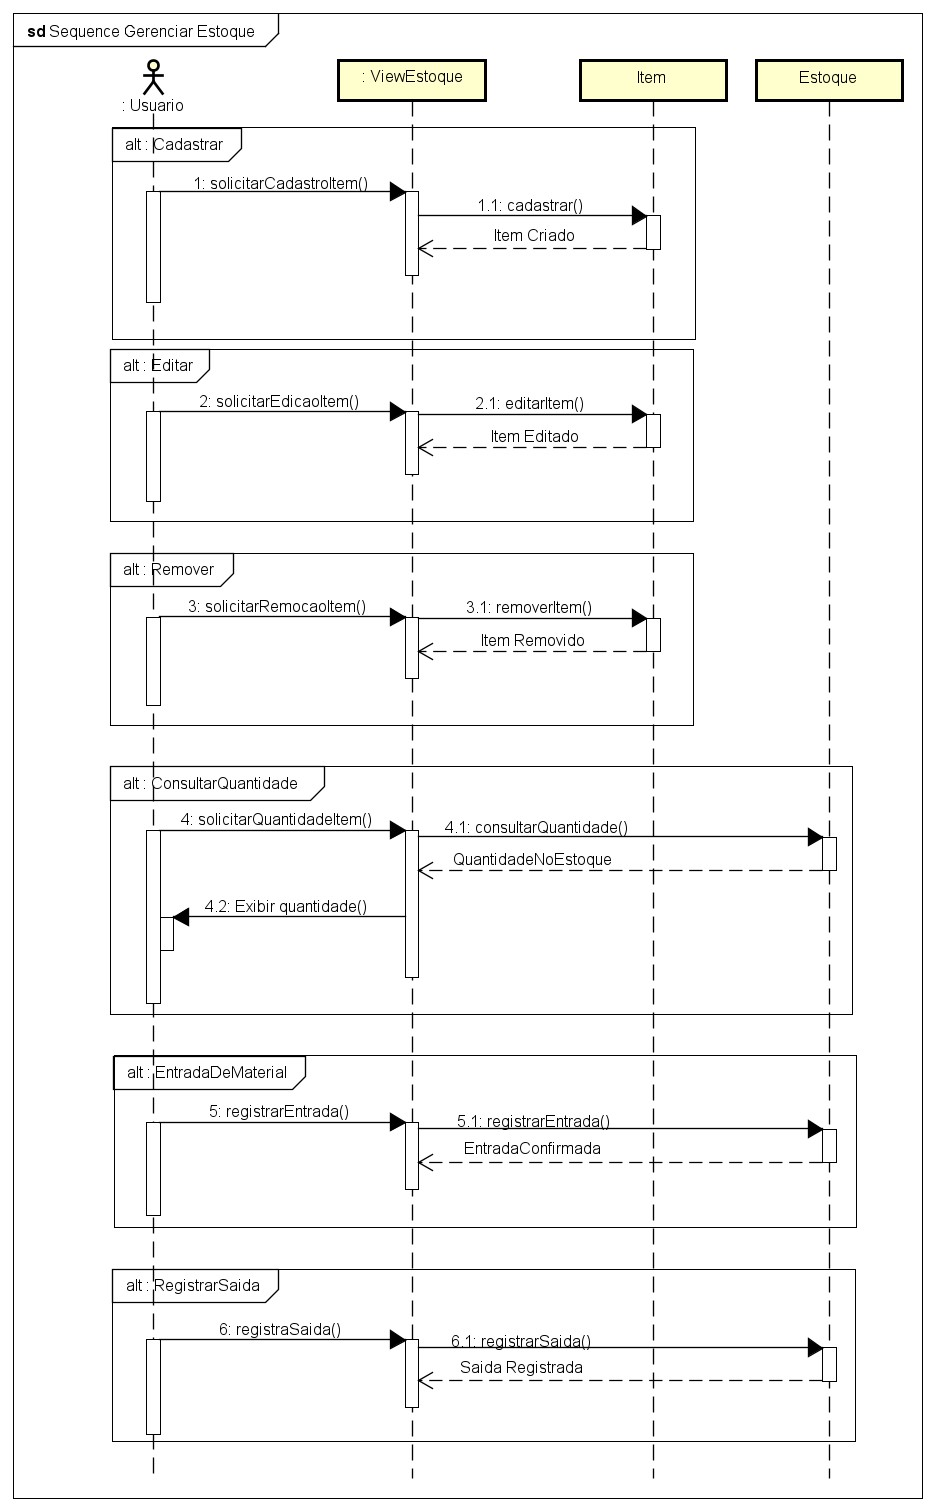 sd Sequence Gerenciar Estoque
: Usuario
: ViewEstoque
Item
Estoque
alt : Cadastrar
1: solicitarCadastroItem()
1.1: cadastrar()
Item Criado
alt : Editar
2: solicitarEdicaoItem()
2.1: editarItem()
Item Editado
alt : Remover
3: solicitarRemocaoItem()
3.1: removerItem()
Item Removido
alt : ConsultarQuantidade
4: solicitarQuantidadeItem()
4.1: consultarQuantidade()
QuantidadeNoEstoque
4.2: Exibir quantidade()
alt : EntradaDeMaterial
5: registrarEntrada()
5.1: registrarEntrada()
EntradaConfirmada
alt : RegistrarSaida
6: registraSaida()
6.1: registrarSaida()
Saida Registrada